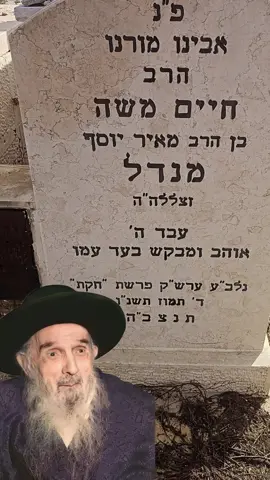 פ"נ
אבינו מורנו
הרב
חיים משה
בן הרב מאיר יוסף
מנדל
זצללה"ה
עבד ה'
אוהב ומבקש בעד עמו
נלב"ע ערש"ק פרשת "חקת"
ד' תמוז תשנ"ו
ת נ צ ב "ה